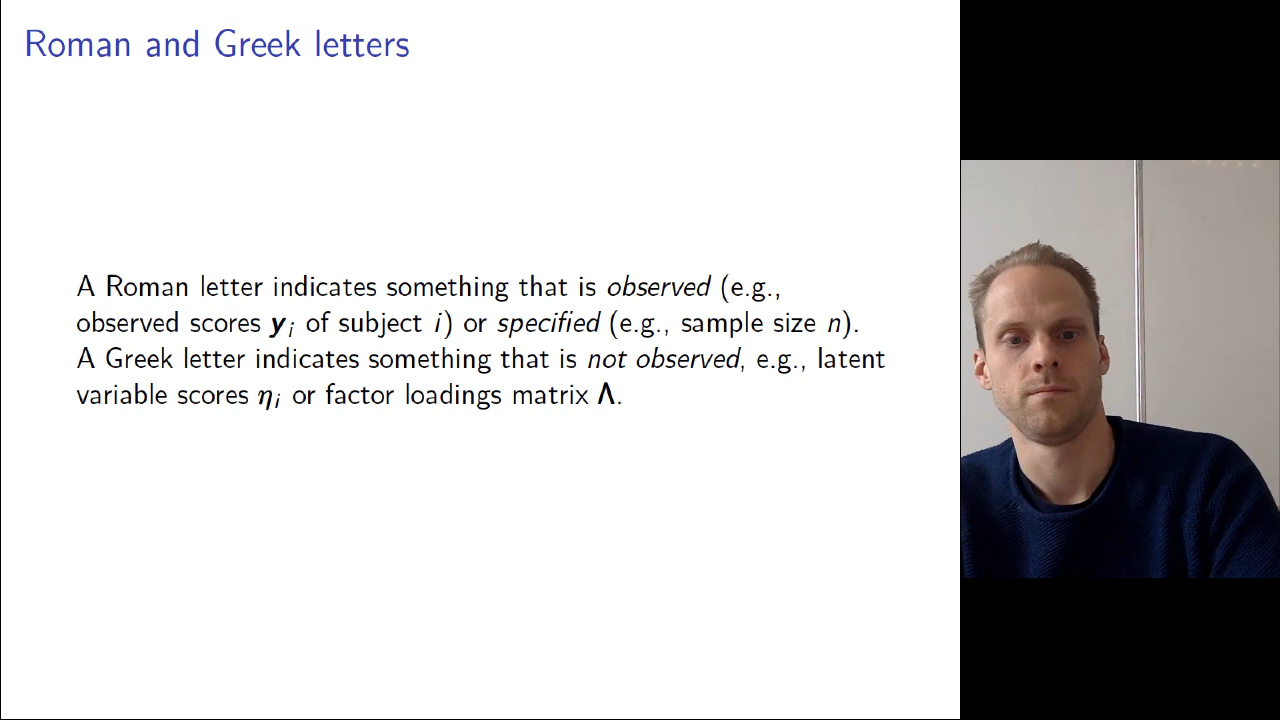 Roman and Greek letters
A Roman letter indicates something that is observed (e.g.,
observed scores yᵢ of subject i) or specified (e.g., sample size n).
A Greek letter indicates something that is not observed, e.g., latent
variable scores ηᵢ or factor loadings matrix Λ.